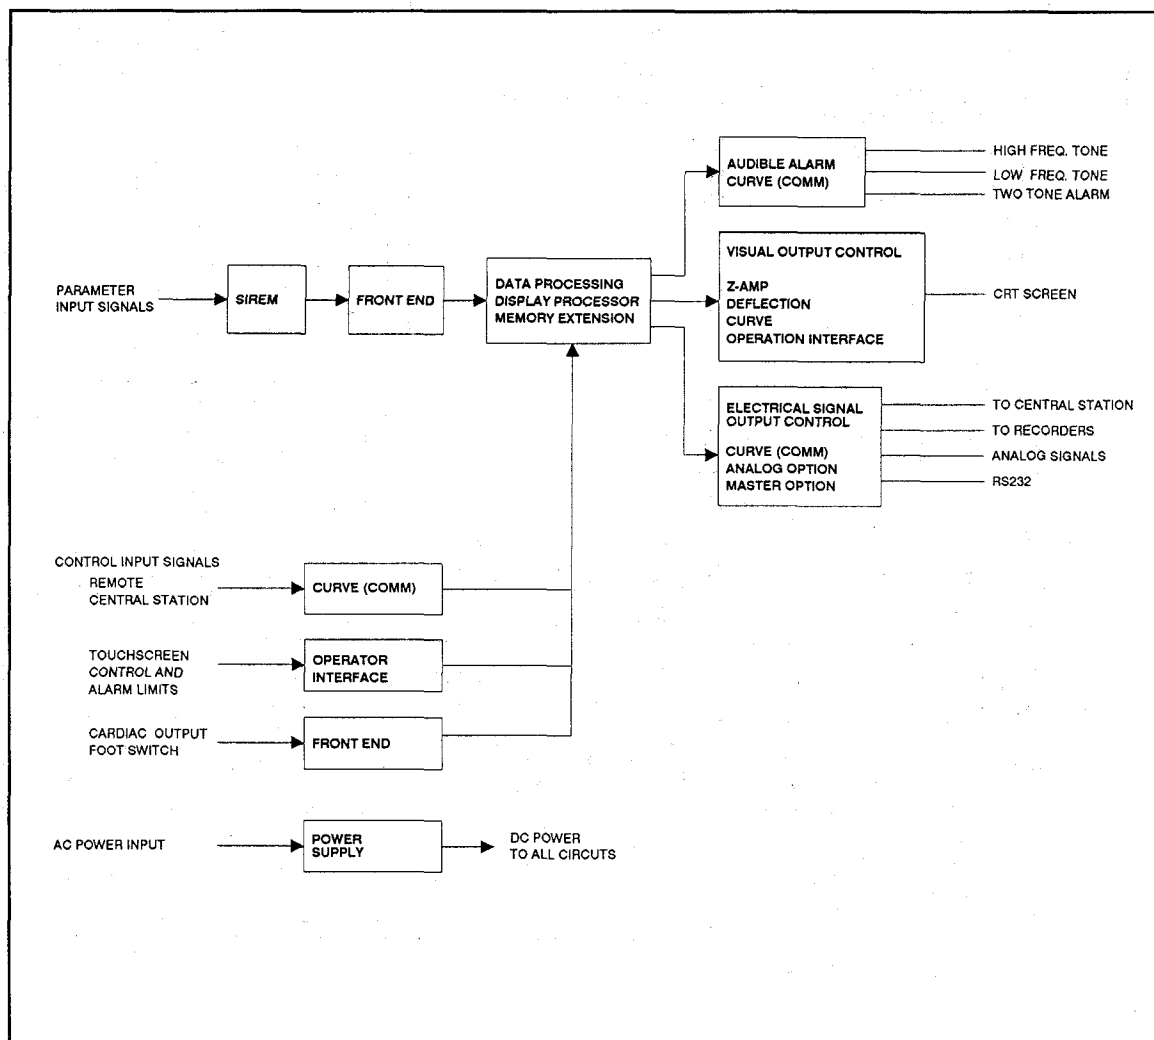 AUDIBLE ALARM
CURVE (COMM)
HIGH FREQ. TONE
LOW FREQ. TONE
TWO TONE ALARM
PARAMETER
INPUT SIGNALS
SIREM
FRONT END
DATA PROCESSING
DISPLAY PROCESSOR
MEMORY EXTENSION
VISUAL OUTPUT CONTROL
Z-AMP
DEFLECTION
CURVE
OPERATION INTERFACE
CRT SCREEN
ELECTRICAL SIGNAL
OUTPUT CONTROL
CURVE (COMM)
ANALOG OPTION
MASTER OPTION
TO CENTRAL STATION
TO RECORDERS
ANALOG SIGNALS
RS232
CONTROL INPUT SIGNALS
REMOTE
CENTRAL STATION
CURVE (COMM)
TOUCHSCREEN
CONTROL AND
ALARM LIMITS
OPERATOR
INTERFACE
CARDIAC OUTPUT
FOOT SWITCH
FRONT END
AC POWER INPUT
POWER
SUPPLY
DC POWER
TO ALL CIRCUTS